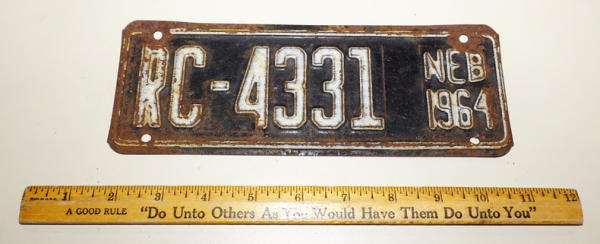 RC-4331
NEB
1964
1 2 3 4 5 6 7 8 9 10 11 12
A GOOD RULE "Do Unto Others As You Would Have Them Do Unto You"